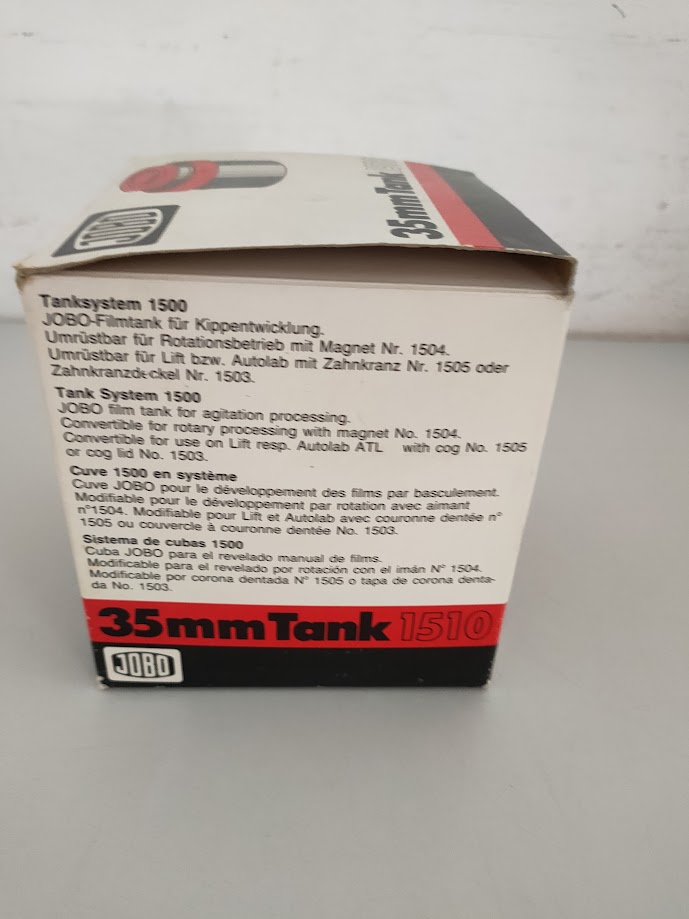 JOBO
35mm Tank
Tanksystem 1500
JOBO-Filmtank für Kippentwicklung.
Umrüstbar für Rotationsbetrieb mit Magnet Nr. 1504.
Umrüstbar für Lift bzw. Autolab mit Zahnkranz Nr. 1505 oder
Zahnkranzdeckel Nr. 1503.
Tank System 1500
JOBO film tank for agitation processing.
Convertible for rotary processing with magnet No. 1504.
Convertible for use on Lift resp. Autolab ATL with cog No. 1505
or cog lid No. 1503.
Cuve 1500 en système
Cuve JOBO pour le développement des films par basculement.
Modifiable pour le développement par rotation avec aimant
n°1504. Modifiable pour Lift et Autolab avec couronne dentée n°
1505 ou couvercle à couronne dentée No. 1503.
Sistema de cubas 1500
Cuba JOBO para el revelado manual de films.
Modificable para el revelado por rotación con el imán N° 1504.
Modificable por corona dentada N° 1505 o tapa de corona denta-
da No. 1503.
35mm Tank 1510
JOBO